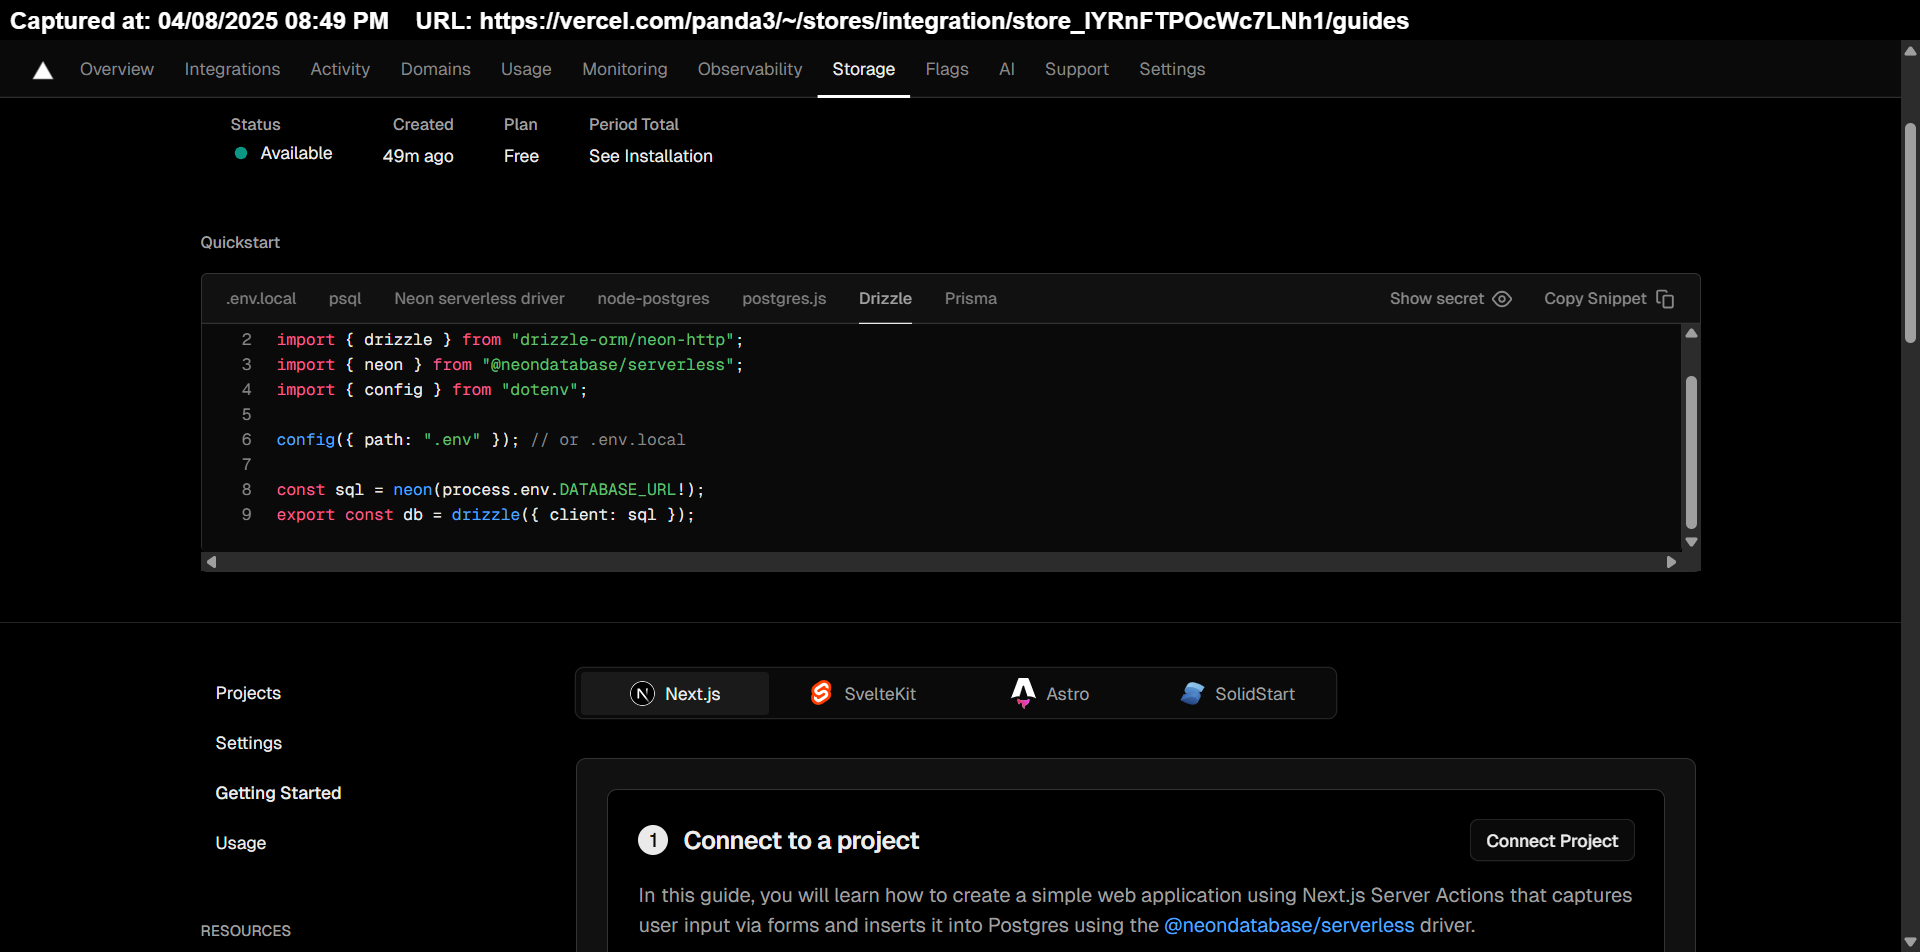 Captured at: 04/08/2025 08:49 PM URL: https://vercel.com/panda3/~/stores/integration/store_IYRnFTPOcWc7LNh1/guides
Overview Integrations Activity Domains Usage Monitoring Observability Storage Flags AI Support Settings
Status Created Plan Period Total
Available 49m ago Free See Installation
Quickstart
.env.local psql Neon serverless driver node-postgres postgres.js Drizzle Prisma Show secret Copy Snippet
2 import { drizzle } from "drizzle-orm/neon-http";
3 import { neon } from "@neondatabase/serverless";
4 import { config } from "dotenv";
5
6 config({ path: ".env" }); // or .env.local
7
8 const sql = neon(process.env.DATABASE_URL!);
9 export const db = drizzle({ client: sql });
Projects
Settings
Getting Started
Usage
RESOURCES
N Next.js SvelteKit Astro SolidStart
1 Connect to a project Connect Project
In this guide, you will learn how to create a simple web application using Next.js Server Actions that captures
user input via forms and inserts it into Postgres using the @neondatabase/serverless driver.